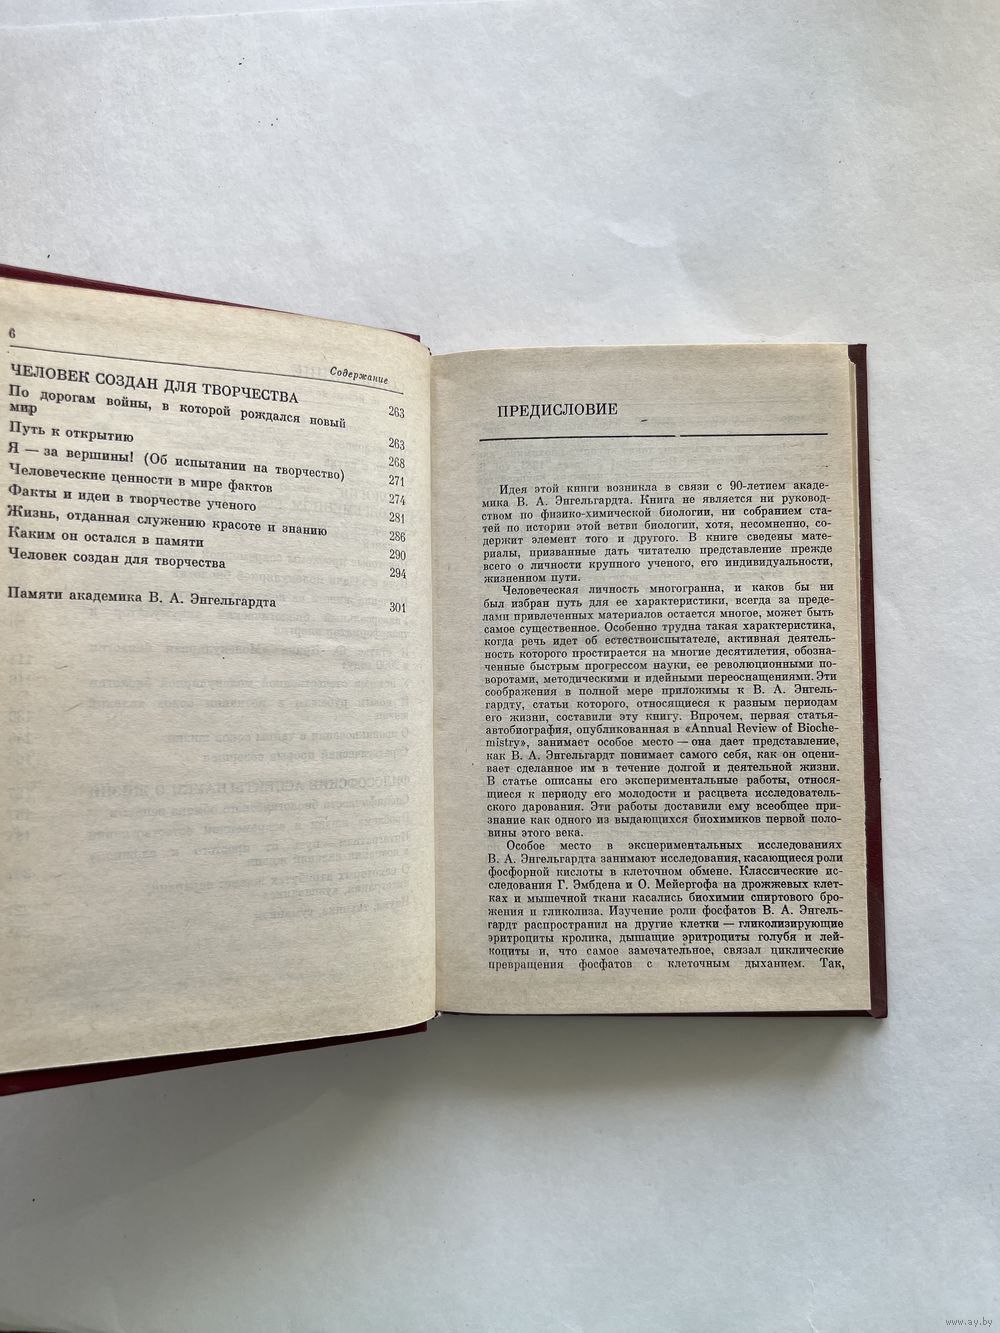 6
Содержание
ЧЕЛОВЕК СОЗДАН ДЛЯ ТВОРЧЕСТВА 263
По дорогам войны, в которой рождался новый
мир 263
Путь к открытию 268
Я — за вершины! (Об испытании на творчество) 271
Человеческие ценности в мире фактов 274
Факты и идеи в творчестве ученого 281
Жизнь, отданная служению красоте и знанию 286
Каким он остался в памяти 290
Человек создан для творчества 294
Памяти академика В. А. Энгельгардта 301
ПРЕДИСЛОВИЕ
Идея этой книги возникла в связи с 90-летием акаде-
мика В. А. Энгельгардта. Книга не является ни руковод-
ством по физико-химической биологии, ни собранием ста-
тей по истории этой ветви биологии, хотя, несомненно, со-
держит элемент того и другого. В книге сведены мате-
риалы, призванные дать читателю представление прежде
всего о личности крупного ученого, его индивидуальности,
жизненном пути.
Человеческая личность многогранна, и каков бы ни
был избран путь для ее характеристики, всегда за преде-
лами привлеченных материалов остается многое, может быть
самое существенное. Особенно трудна такая характеристика,
когда речь идет об естествоиспытателе, активная деятель-
ность которого простирается на многие десятилетия, обозна-
ченные быстрым прогрессом науки, ее революционными по-
воротами, методическими и идейными переоснащениями. Эти
соображения в полной мере приложимы к В. А. Энгель-
гардту, статьи которого, относящиеся к разным периодам
его жизни, составили эту книгу. Впрочем, первая статья-
автобиография, опубликованная в «Annual Review of Bioche-
mistry», занимает особое место — она дает представление,
как В. А. Энгельгардт понимает самого себя, как он оцени-
вает сделанное им в течение долгой и деятельной жизни.
В статье описаны его экспериментальные работы, относя-
щиеся к периоду его молодости и расцвета исследователь-
ского дарования. Эти работы доставили ему всеобщее при-
знание как одного из выдающихся биохимиков первой поло-
вины этого века.
Особое место в экспериментальных исследованиях
В. А. Энгельгардта занимают исследования, касающиеся роли
фосфорной кислоты в клеточном обмене. Классические ис-
следования Г. Эмбдена и О. Мейергофа на дрожжевых клет-
ках и мышечной ткани касались биохимии спиртового бро-
жения и гликолиза. Изучение роли фосфатов В. А. Энгель-
гардт распространил на другие клетки — гликолизирующие
эритроциты кролика, дышащие эритроциты голубя и лей-
коциты и, что самое замечательное, связал циклические
превращения фосфатов с клеточным дыханием. Так,
www.ay.by